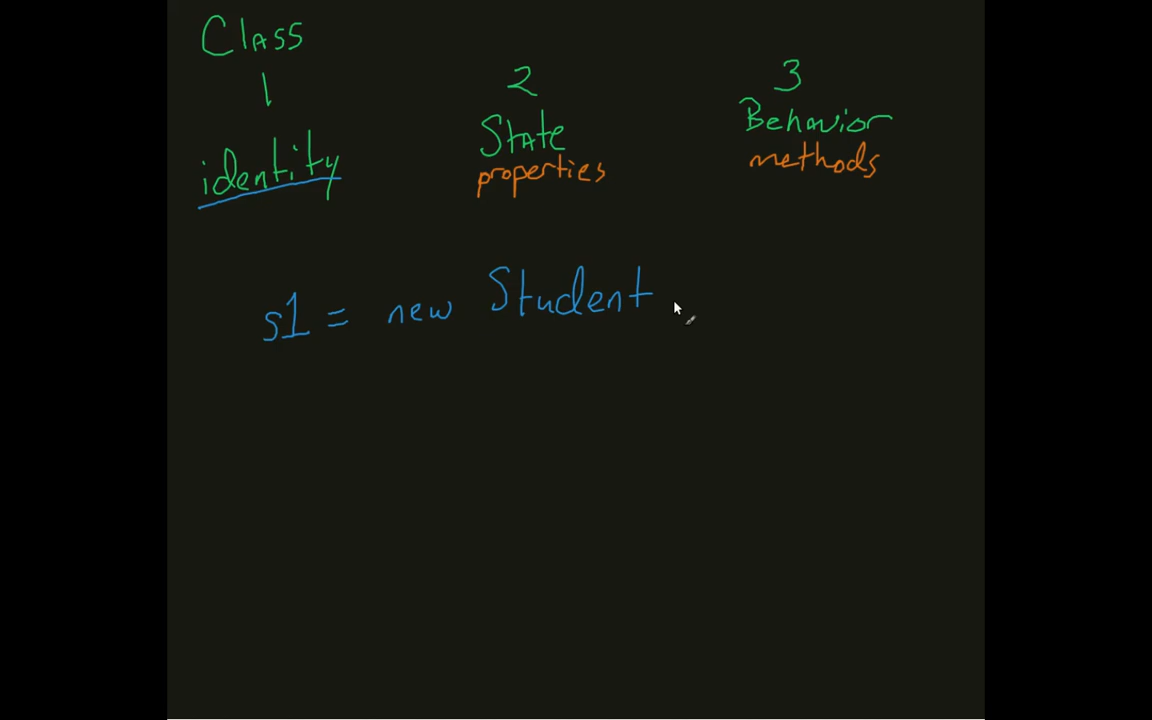 Class
1 2 3
identity State Behavior
properties methods
s1 = new Student